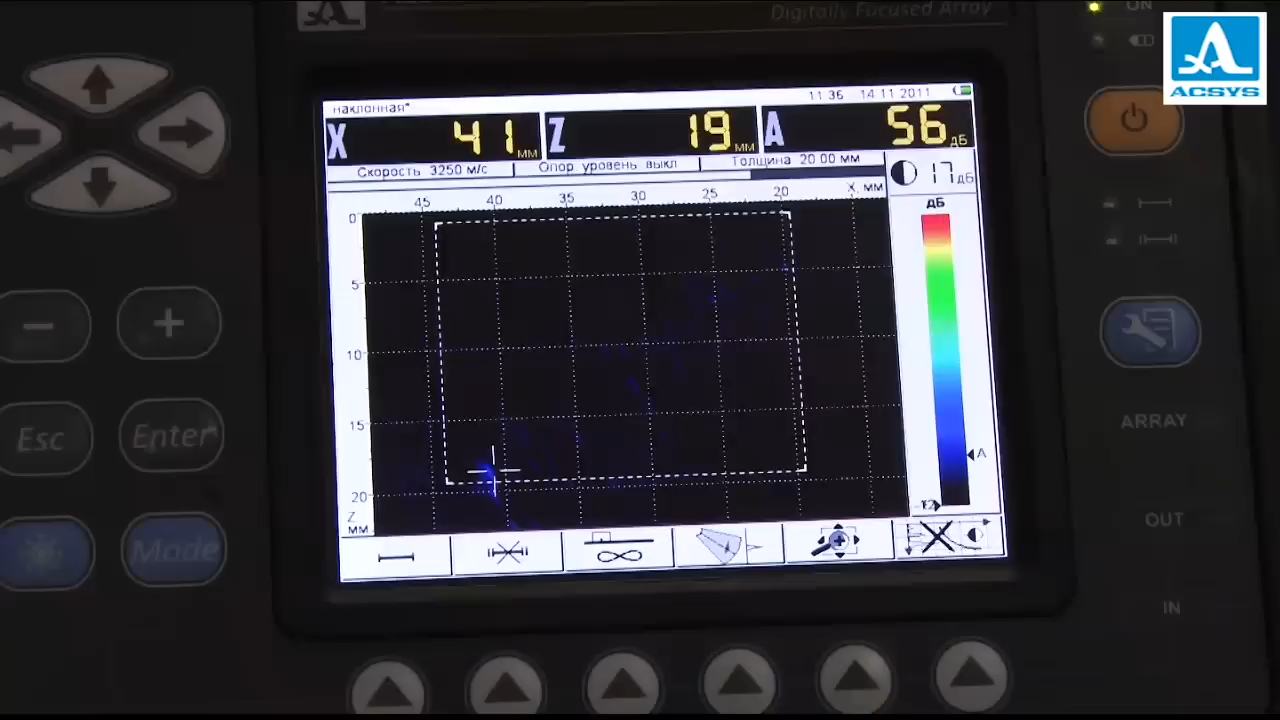 Digitally Focused Array
ON
ACSYS
11:36 14.11.2011
наклонная*
X 41 мм Z 19 мм A 56 дБ
Скорость 3250 м/с Опор уровень выкл Толщина 20.00 мм
17 дБ
45 40 35 30 25 20 X, мм
дБ
0
5
10
15
20
Z
мм
A
-12
- +
Esc Enter
Mode
ARRAY
OUT
IN